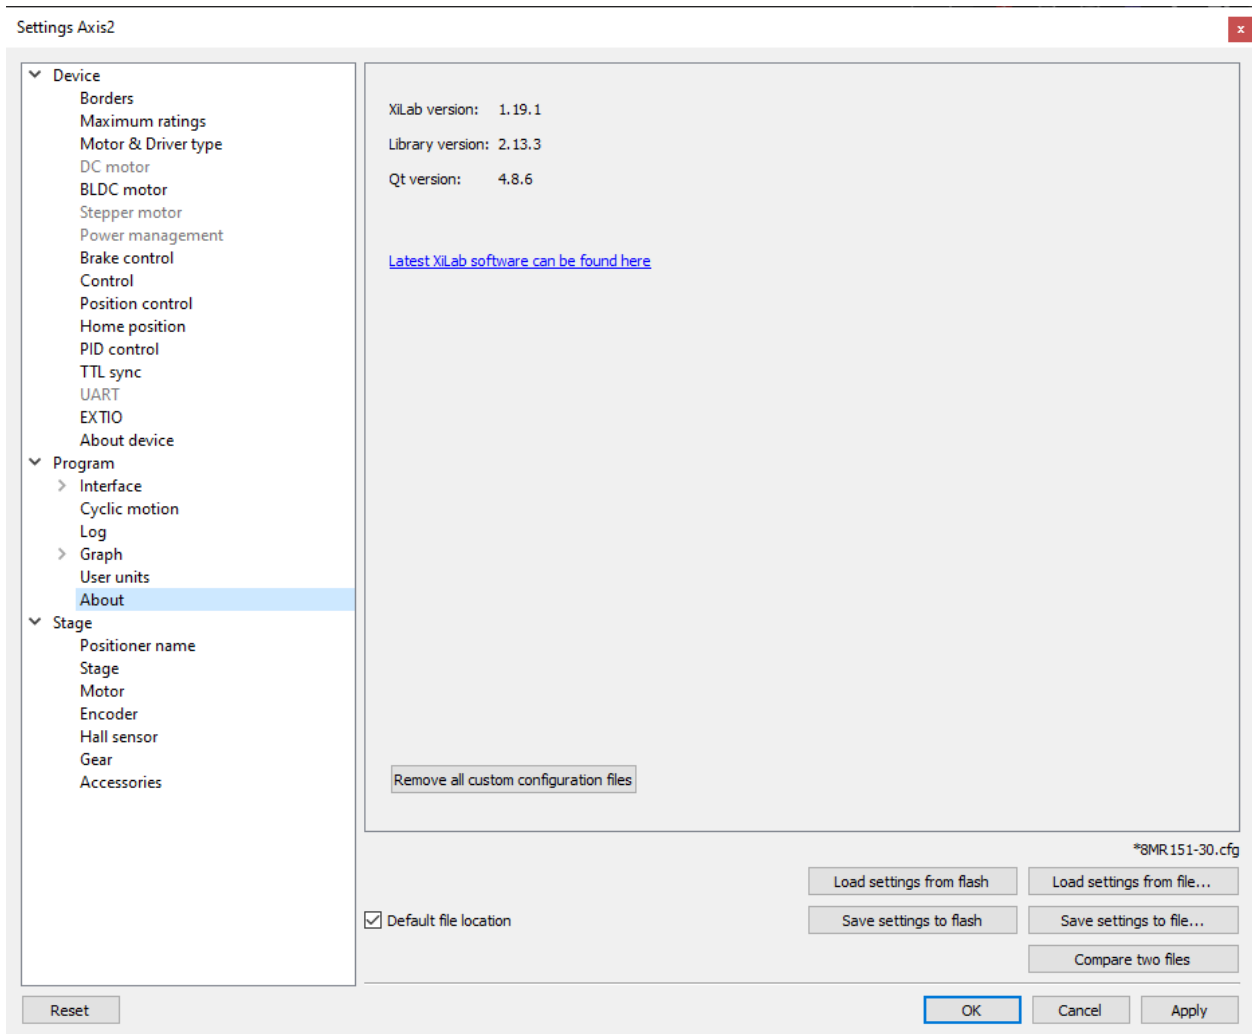 Settings Axis2
x
Device
Borders
Maximum ratings
Motor & Driver type
DC motor
BLDC motor
Stepper motor
Power management
Brake control
Control
Position control
Home position
PID control
TTL sync
UART
EXTIO
About device
Program
Interface
Cyclic motion
Log
Graph
User units
About
Stage
Positioner name
Stage
Motor
Encoder
Hall sensor
Gear
Accessories
XiLab version: 1.19.1
Library version: 2.13.3
Qt version: 4.8.6
Latest XiLab software can be found here
Remove all custom configuration files
*8MR151-30.cfg
Load settings from flash
Load settings from file...
Default file location
Save settings to flash
Save settings to file...
Compare two files
Reset
OK
Cancel
Apply